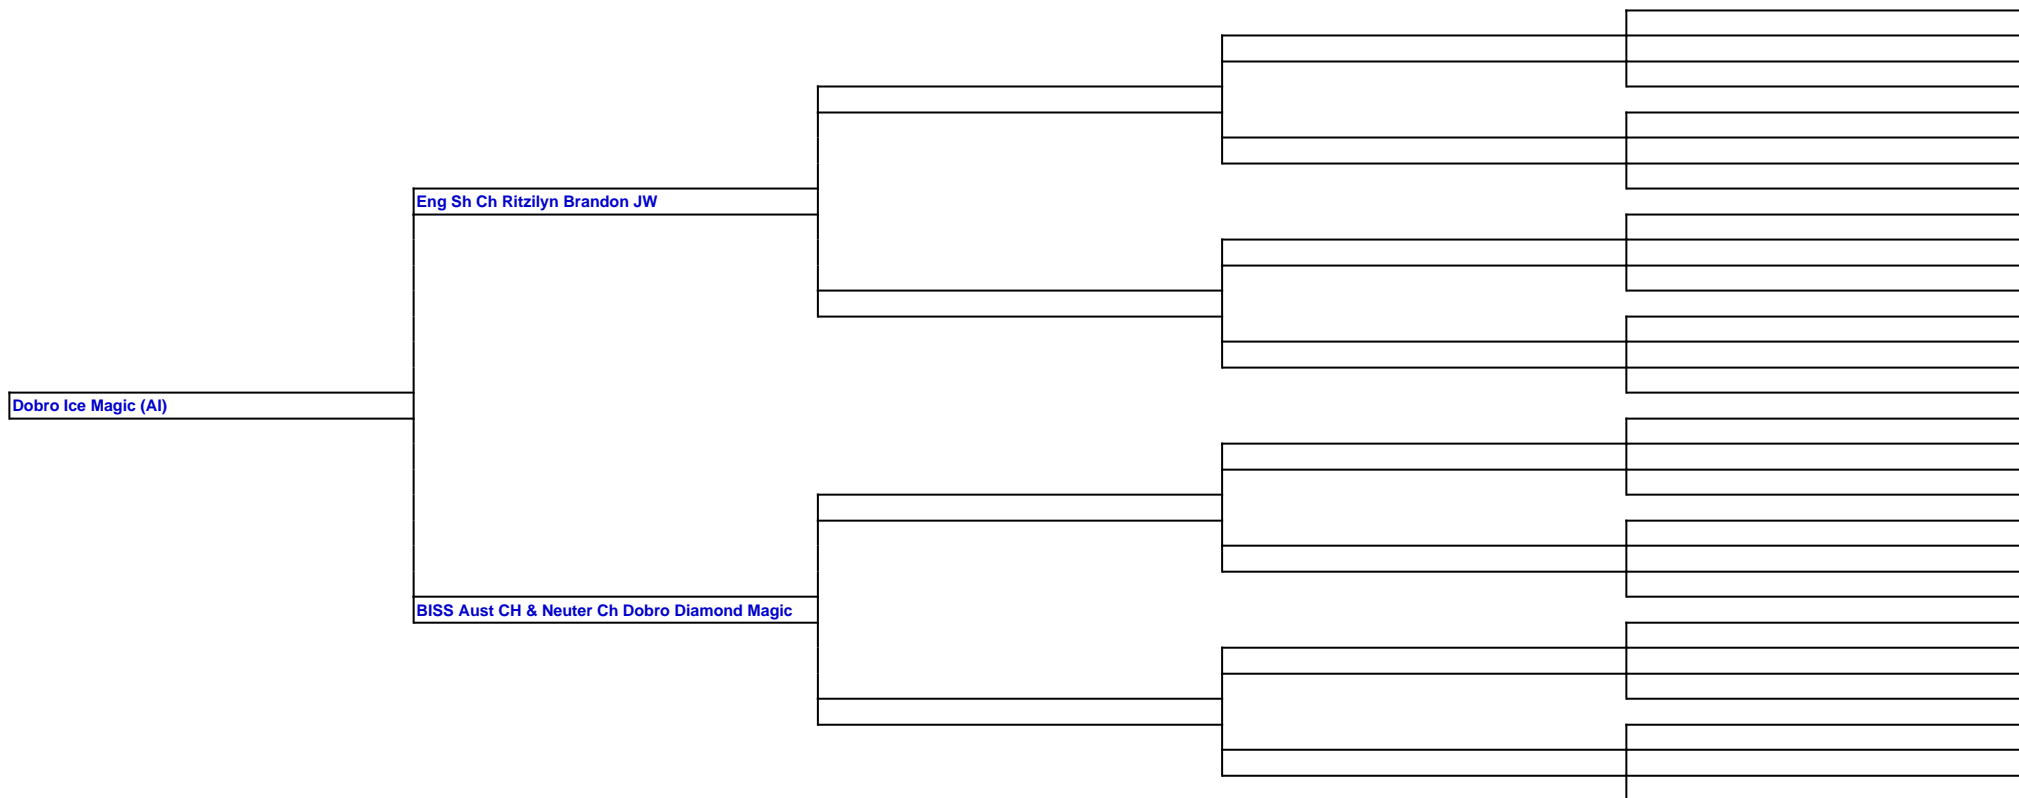 Eng Sh Ch Ritzilyn Brandon JW
Dobro Ice Magic (AI)
BISS Aust CH & Neuter Ch Dobro Diamond Magic